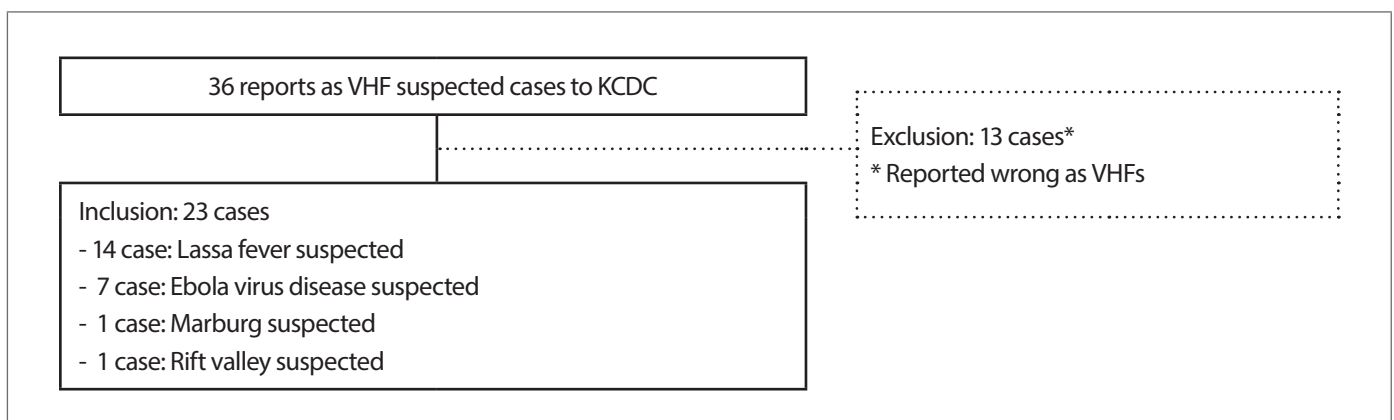 36 reports as VHF suspected cases to KCDC
Exclusion: 13 cases*
* Reported wrong as VHFs
Inclusion: 23 cases
- 14 case: Lassa fever suspected
- 7 case: Ebola virus disease suspected
- 1 case: Marburg suspected
- 1 case: Rift valley suspected